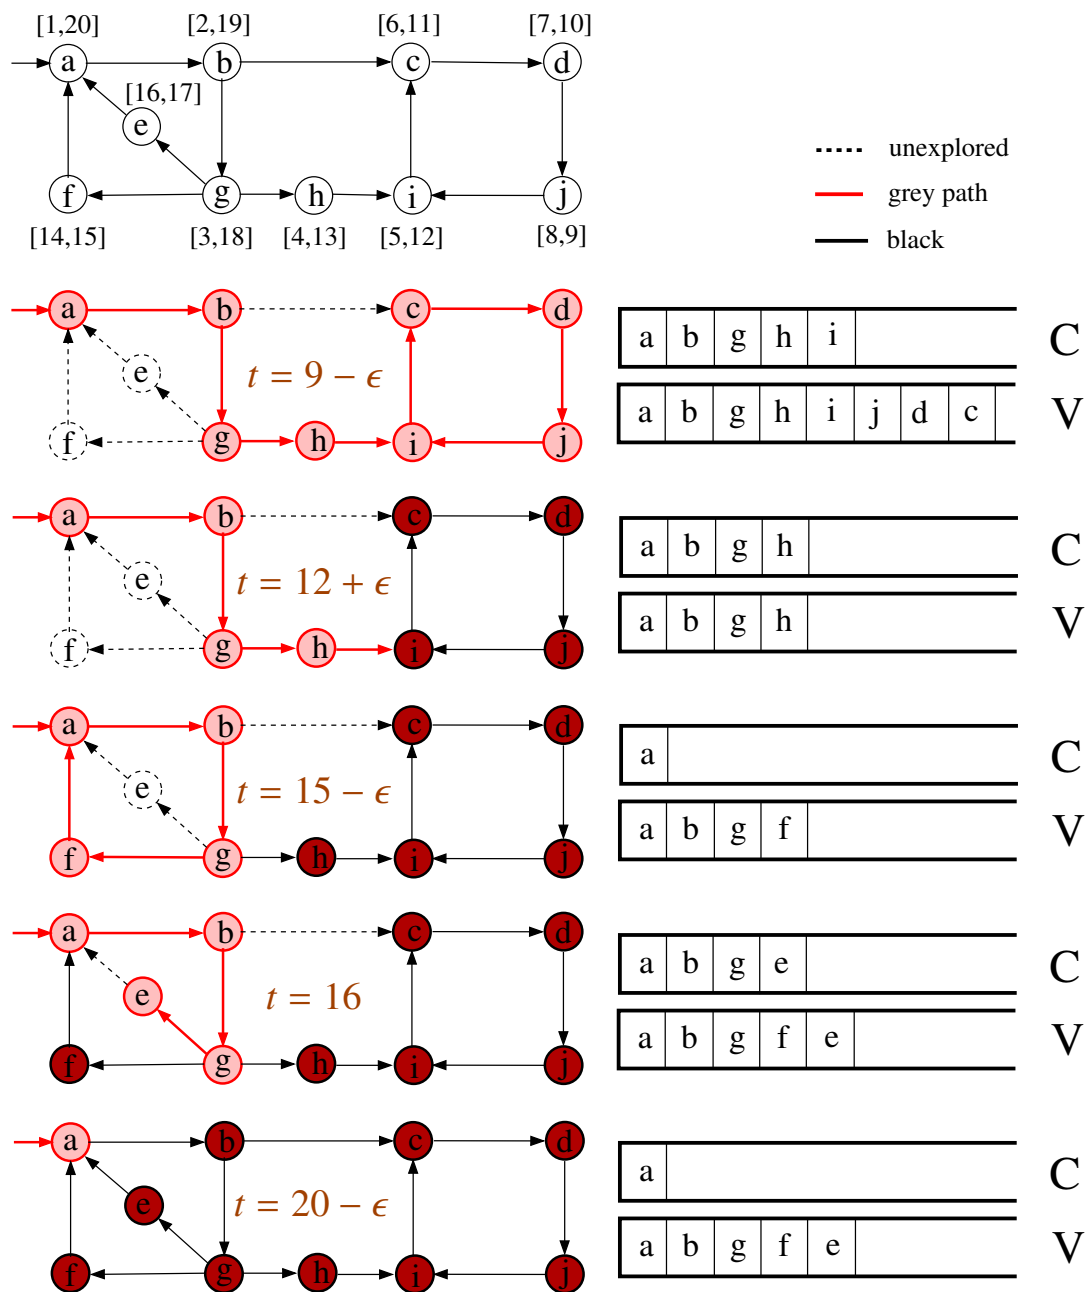 [1,20] [2,19] [6,11] [7,10]
a b c d
[16,17]
e
unexplored
f g h i j
grey path
[14,15] [3,18] [4,13] [5,12] [8,9]
black
a b c d
a b g h i C
e t = 9 − ϵ
f g h i j
a b g h i j d c V
a b c d
a b g h C
e t = 12 + ϵ
f g h i j
a b g h V
a b c d
a C
e t = 15 − ϵ
f g h i j
a b g f V
a b c d
a b g e C
e t = 16
f g h i j
a b g f e V
a b c d
a C
e t = 20 − ϵ
f g h i j
a b g f e V